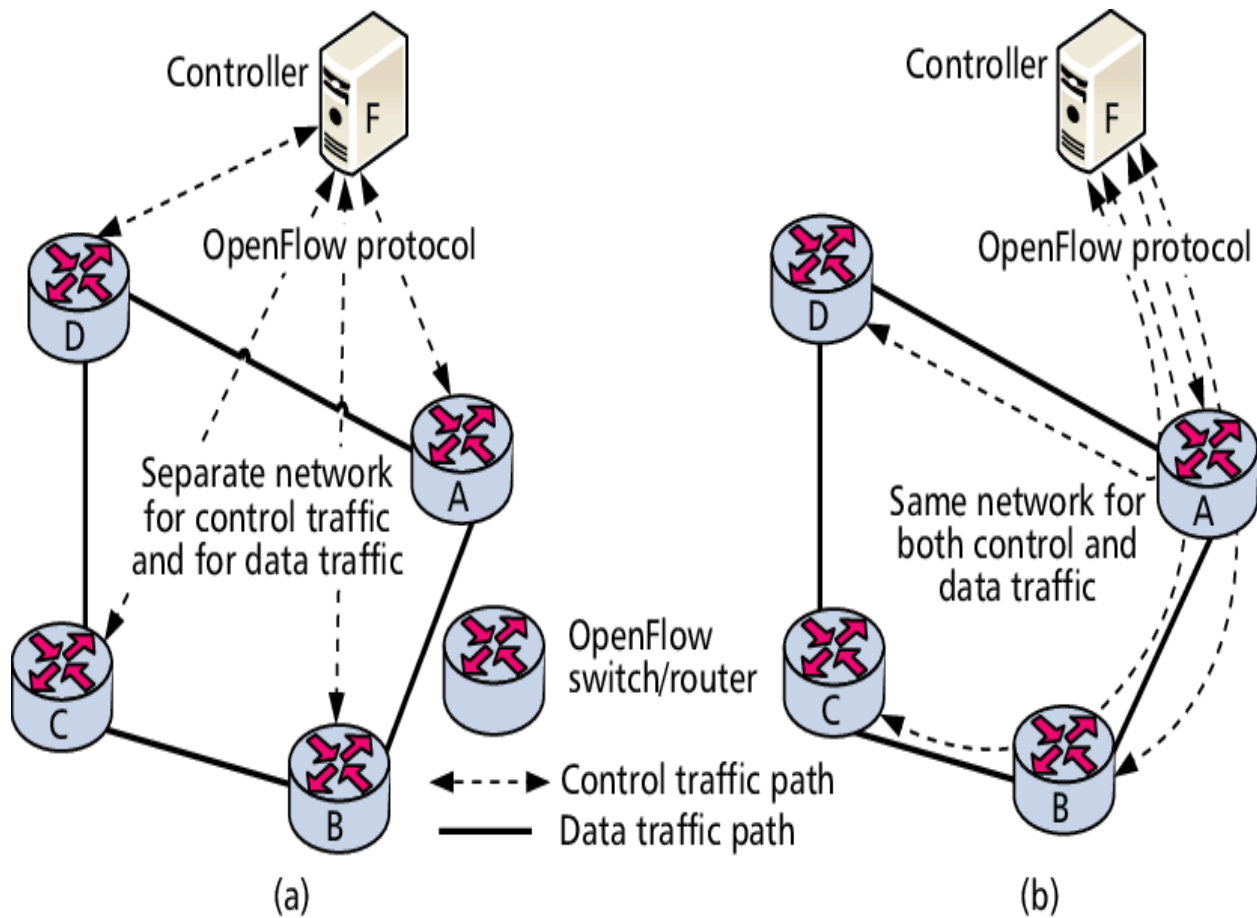 Controller
F
OpenFlow protocol
D
A
Separate network
for control traffic
and for data traffic
C
B
OpenFlow
switch/router
Control traffic path
Data traffic path
(a)
Controller
F
OpenFlow protocol
D
A
Same network for
both control and
data traffic
C
B
(b)